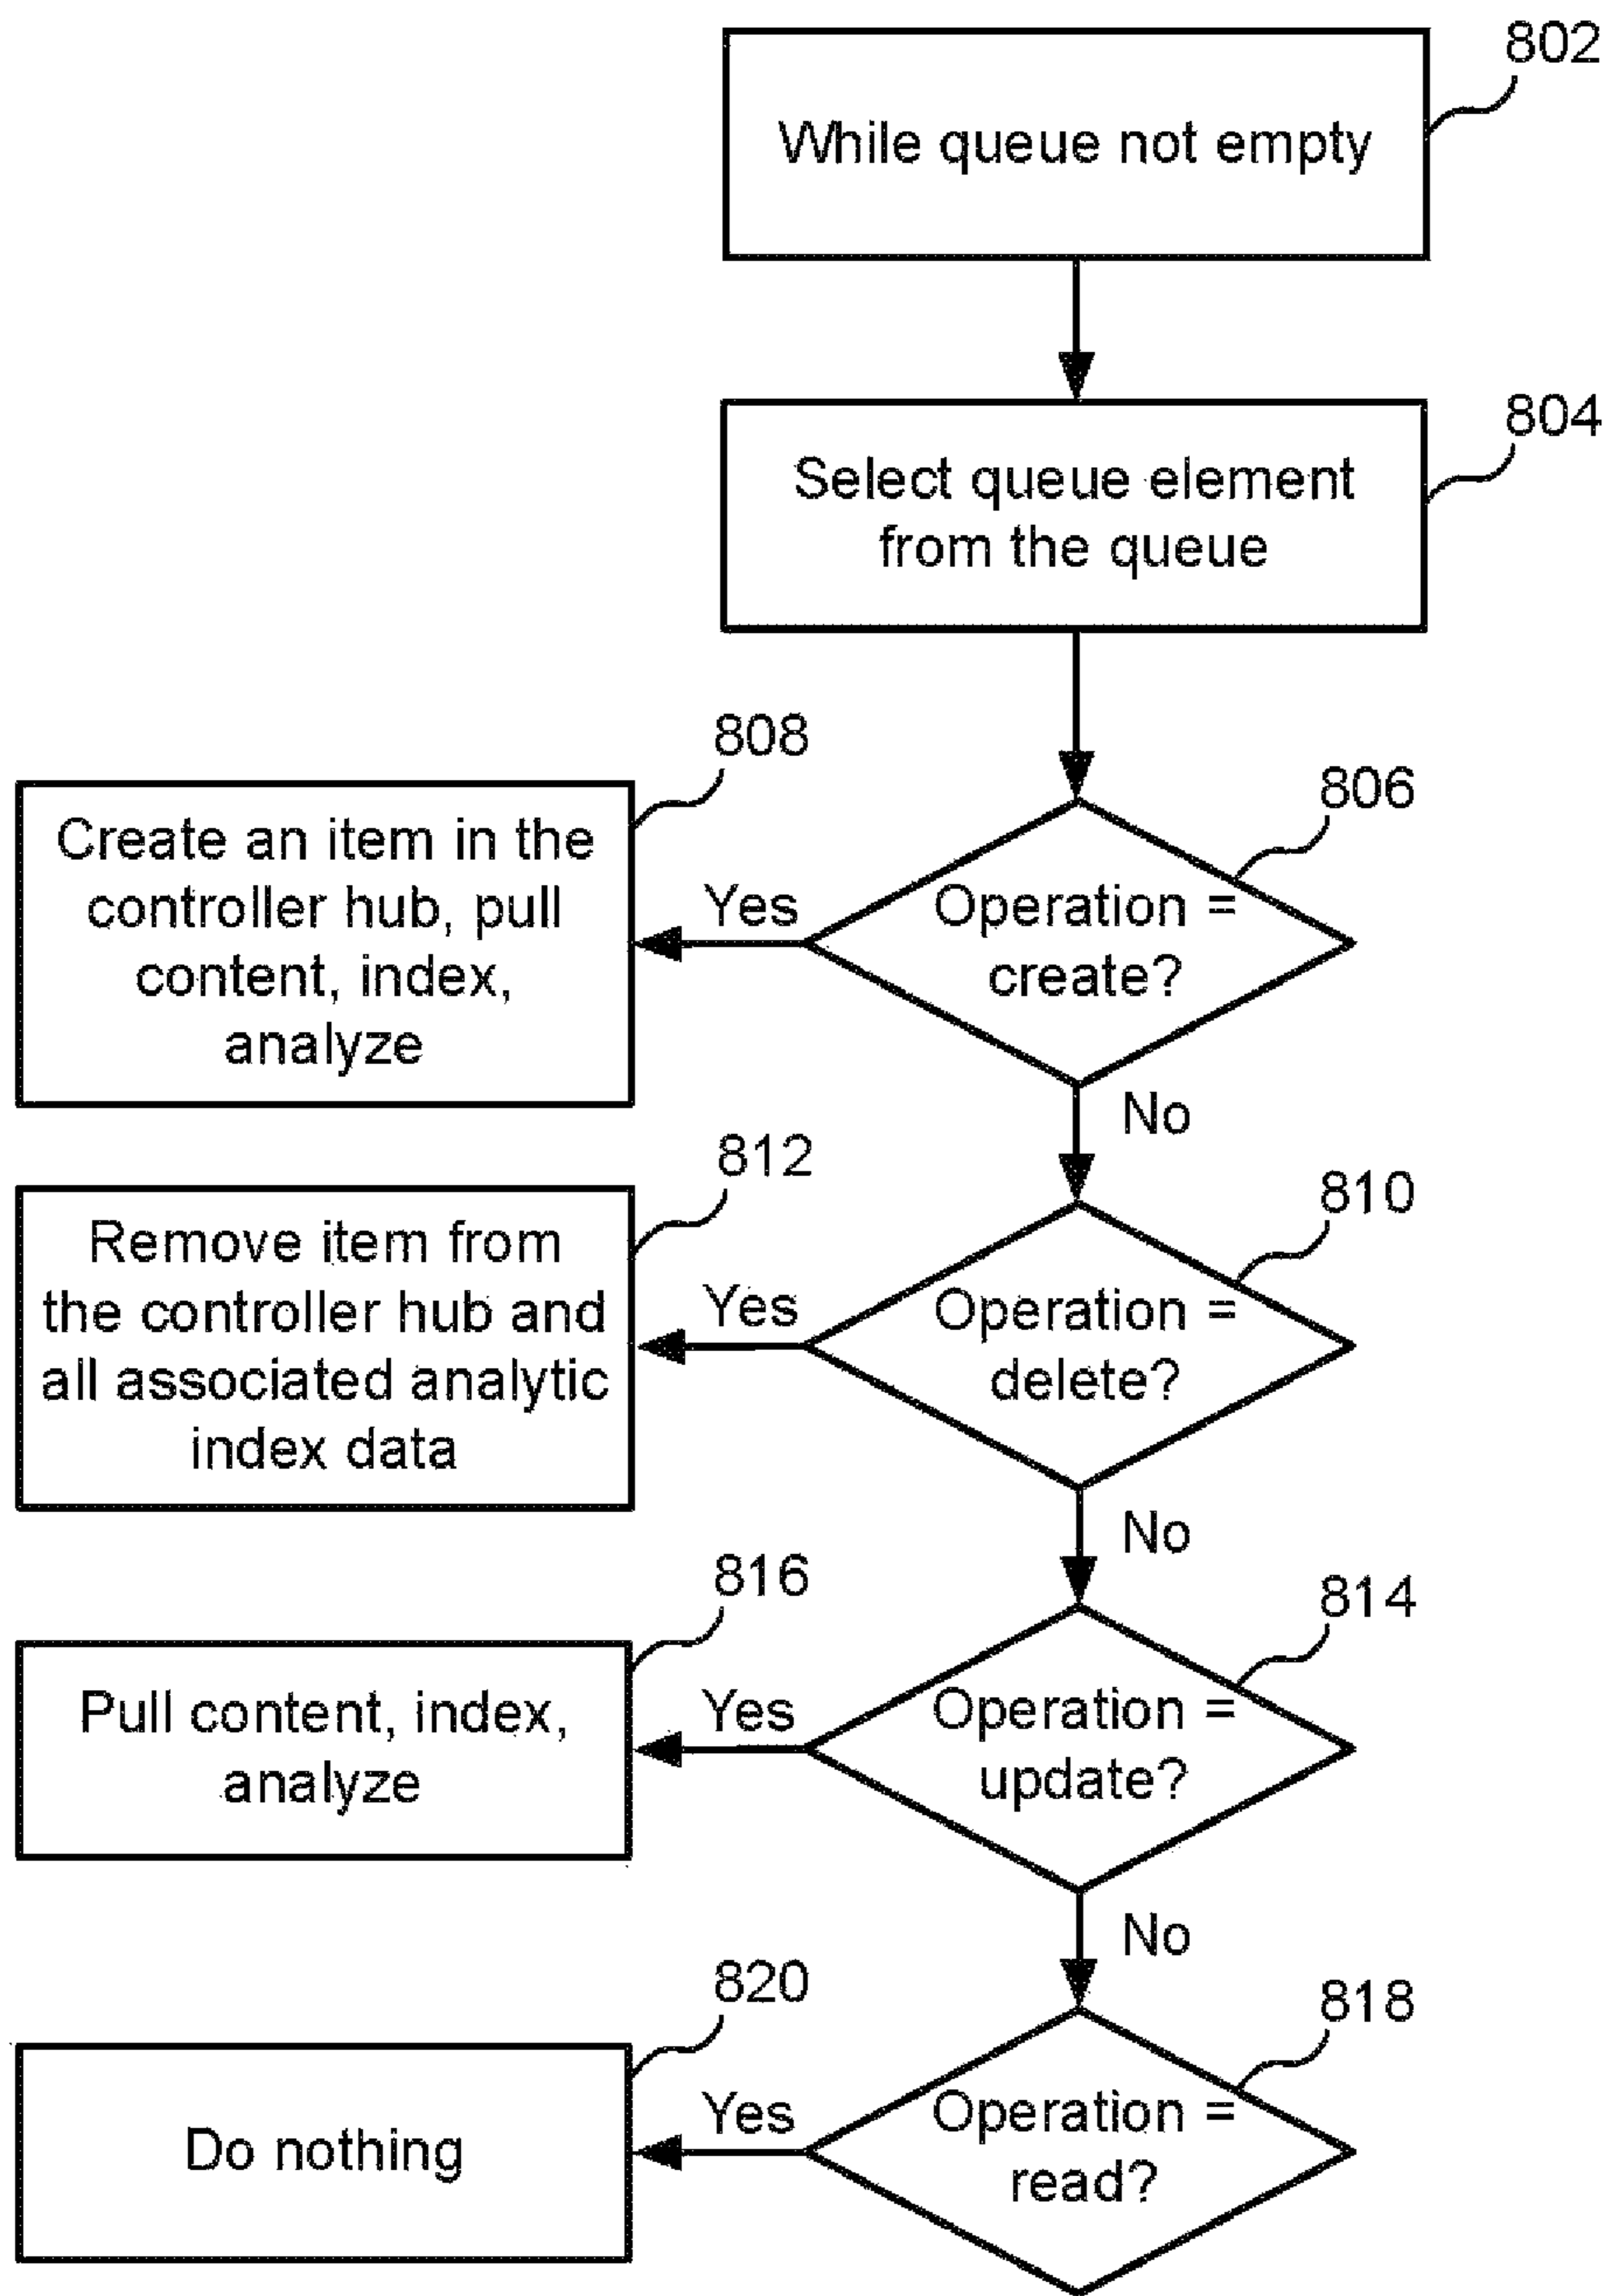 802
While queue not empty
804
Select queue element
from the queue
808
806
Create an item in the
controller hub, pull
content, index,
analyze
Yes
Operation =
create?
No
812
810
Remove item from
the controller hub and
all associated analytic
index data
Yes
Operation =
delete?
No
816
814
Pull content, index,
analyze
Yes
Operation =
update?
No
820
818
Do nothing
Yes
Operation =
read?